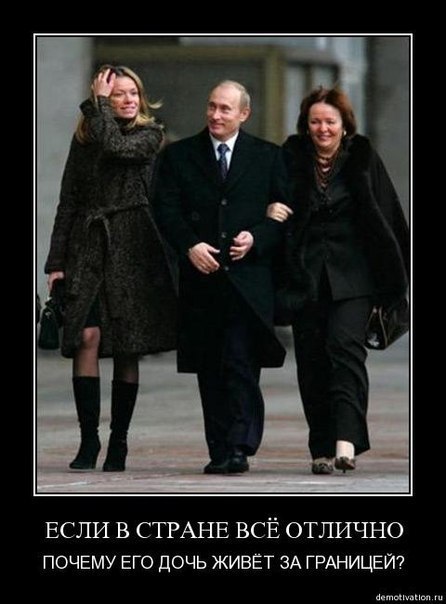 ЕСЛИ В СТРАНЕ ВСЁ ОТЛИЧНО
ПОЧЕМУ ЕГО ДОЧЬ ЖИВЁТ ЗА ГРАНИЦЕЙ?
demotivation.ru